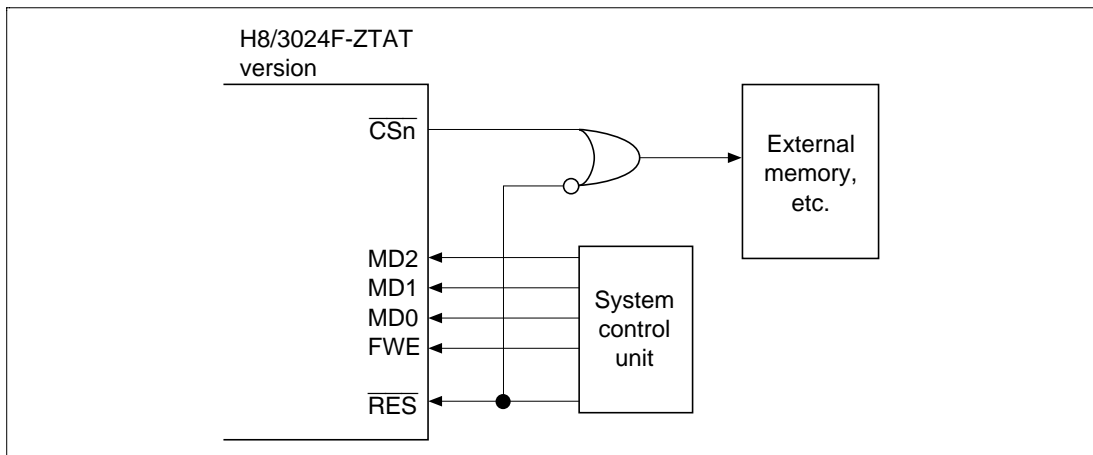 H8/3024F-ZTAT
version
CSn
External
memory,
etc.
MD2
MD1
MD0
FWE
RES
System
control
unit